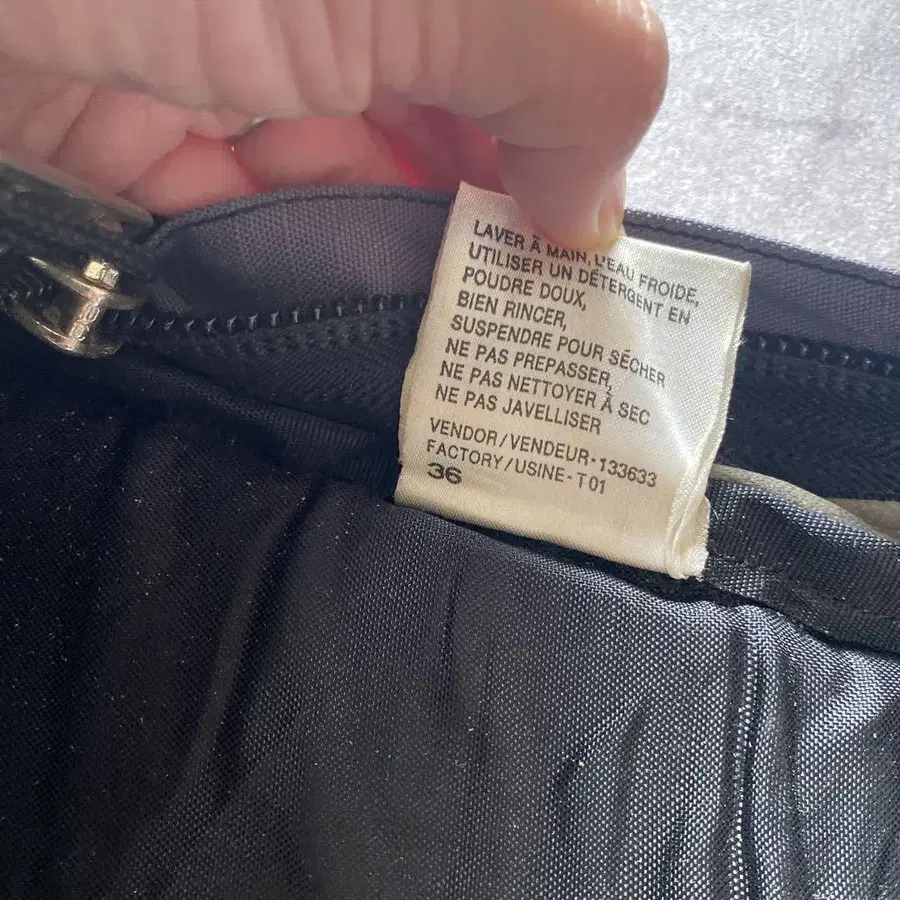 LAVER À MAIN, L'EAU FROIDE,
UTILISER UN DÉTERGENT EN
POUDRE DOUX,
BIEN RINCER,
SUSPENDRE POUR SÉCHER
NE PAS PREPASSER,
NE PAS NETTOYER À SEC
NE PAS JAVELLISER
VENDOR/VENDEUR-133633
FACTORY/USINE-T01
36